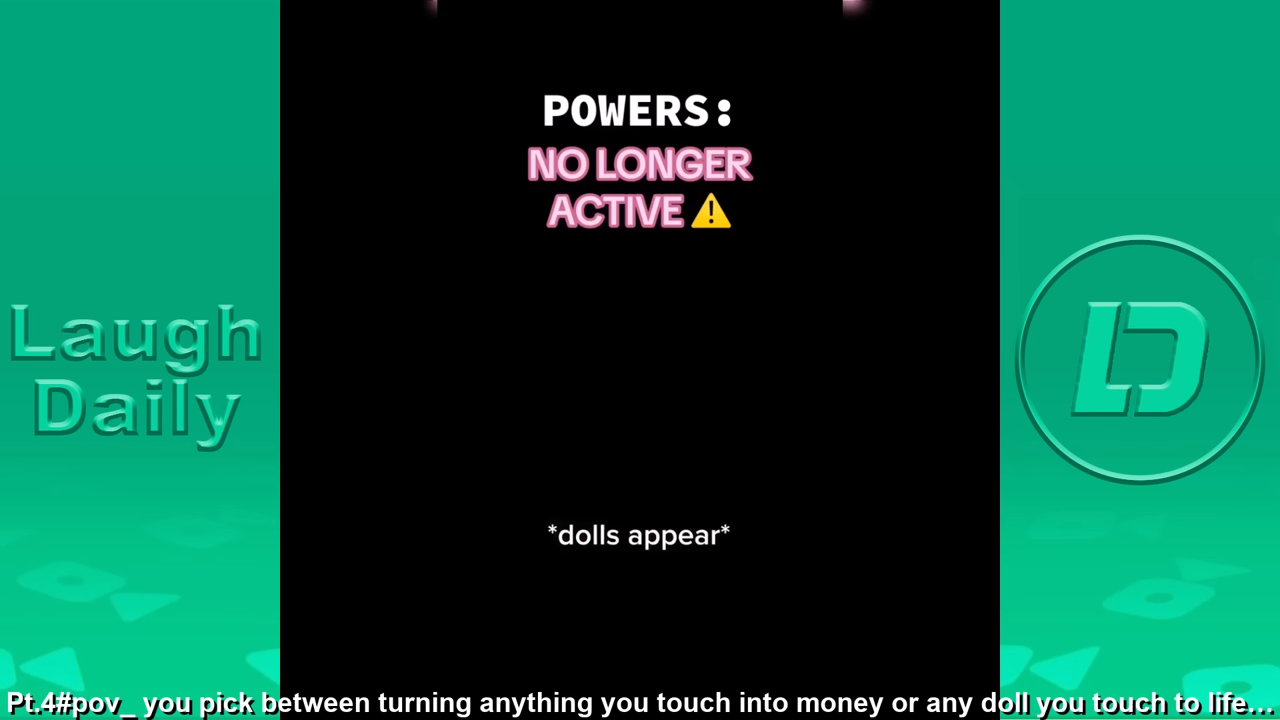 POWERS:
NO LONGER
ACTIVE ⚠️
Laugh
Daily
LD
*dolls appear*
Pt.4#pov_ you pick between turning anything you touch into money or any doll you touch to life...